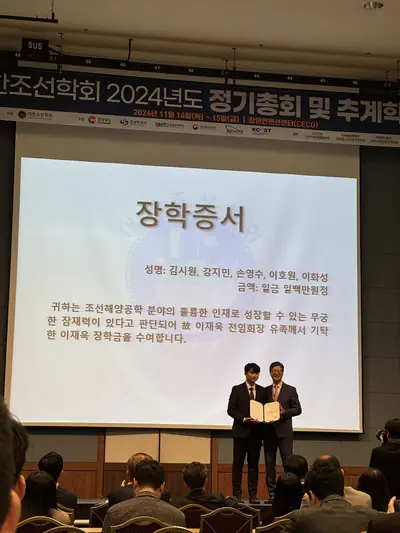 SUS
한조선학회 2024년도 정기총회 및 추계학
2024년 11월 14일(목) ~ 15일(금) | 창원컨벤션센터(CECO)
장학증서
성명: 김시원, 강지민, 손영수, 이호원, 이화성
금액: 일금 일백만원정
귀하는 조선해양공학 분야의 훌륭한 인재로 성장할 수 있는 무궁
한 잠재력이 있다고 판단되어 故 이재욱 전임회장 유족께서 기탁
한 이재욱 장학금을 수여합니다.